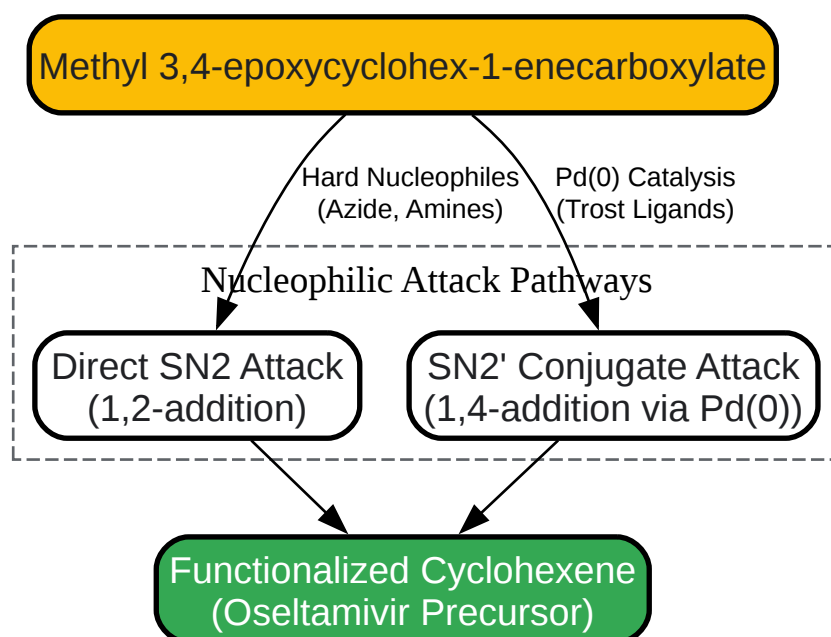 Methyl 3,4-epoxycyclohex-1-enecarboxylate
Hard Nucleophiles
(Azide, Amines)
Pd(0) Catalysis
(Trost Ligands)
Nucleophilic Attack Pathways
Direct SN2 Attack
(1,2-addition)
SN2' Conjugate Attack
(1,4-addition via Pd(0))
Functionalized Cyclohexene
(Oseltamivir Precursor)